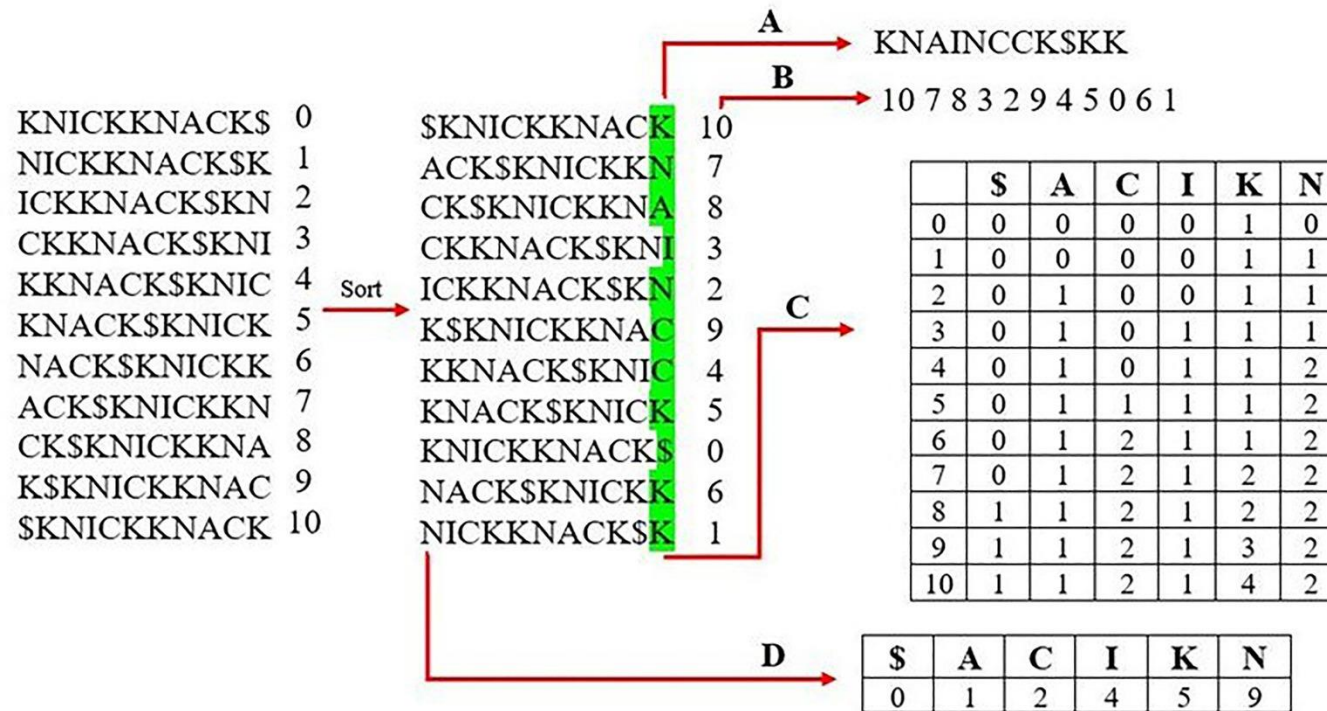 A
KNAINCCK$KK
B
10 7 8 3 2 9 4 5 0 6 1
KNICKKNACK$ 0
NICKKNACK$K 1
ICKKNACK$KN 2
CKKNACK$KNI 3
KKNACK$KNIC 4
KNACK$KNICK 5
NACK$KNICKK 6
ACK$KNICKKN 7
CK$KNICKKNA 8
K$KNICKKNAC 9
$KNICKKNACK 10
Sort
$KNICKKNACK 10
ACK$KNICKKN 7
CK$KNICKKNA 8
CKKNACK$KNI 3
ICKKNACK$KN 2
K$KNICKKNAC 9
KKNACK$KNIC 4
KNACK$KNICK 5
KNICKKNACK$ 0
NACK$KNICKK 6
NICKKNACK$K 1
C
$ A C I K N
0 0 0 0 0 1 0
1 0 0 0 0 1 1
2 0 1 0 0 1 1
3 0 1 0 1 1 1
4 0 1 0 1 1 2
5 0 1 1 1 1 2
6 0 1 2 1 1 2
7 0 1 2 1 2 2
8 1 1 2 1 2 2
9 1 1 2 1 3 2
10 1 1 2 1 4 2
D
$ A C I K N
0 1 2 4 5 9